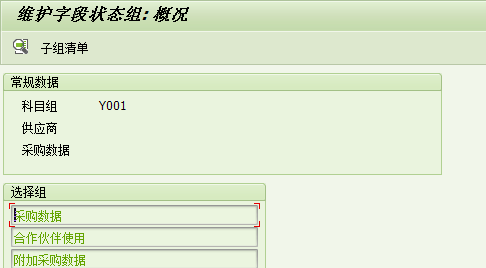 维护字段状态组: 概况
子组清单
常规数据
科目组 Y001
供应商
采购数据
选择组
采购数据
合作伙伴使用
附加采购数据